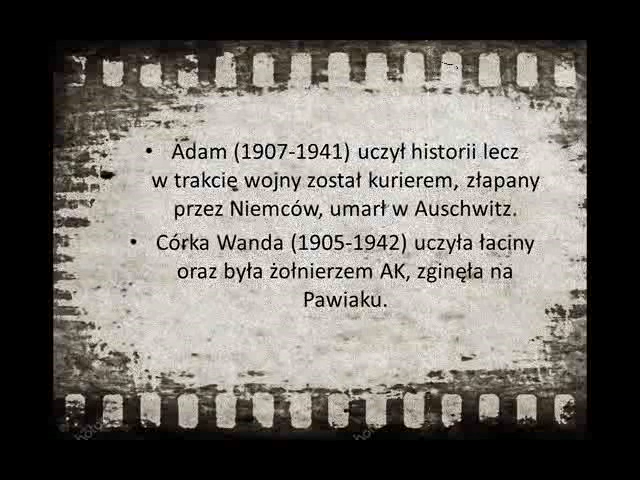 • Adam (1907-1941) uczył historii lecz
w trakcie wojny został kurierem, złapany
przez Niemców, umarł w Auschwitz.
• Córka Wanda (1905-1942) uczyła łaciny
oraz była żołnierzem AK, zginęła na
Pawiaku.